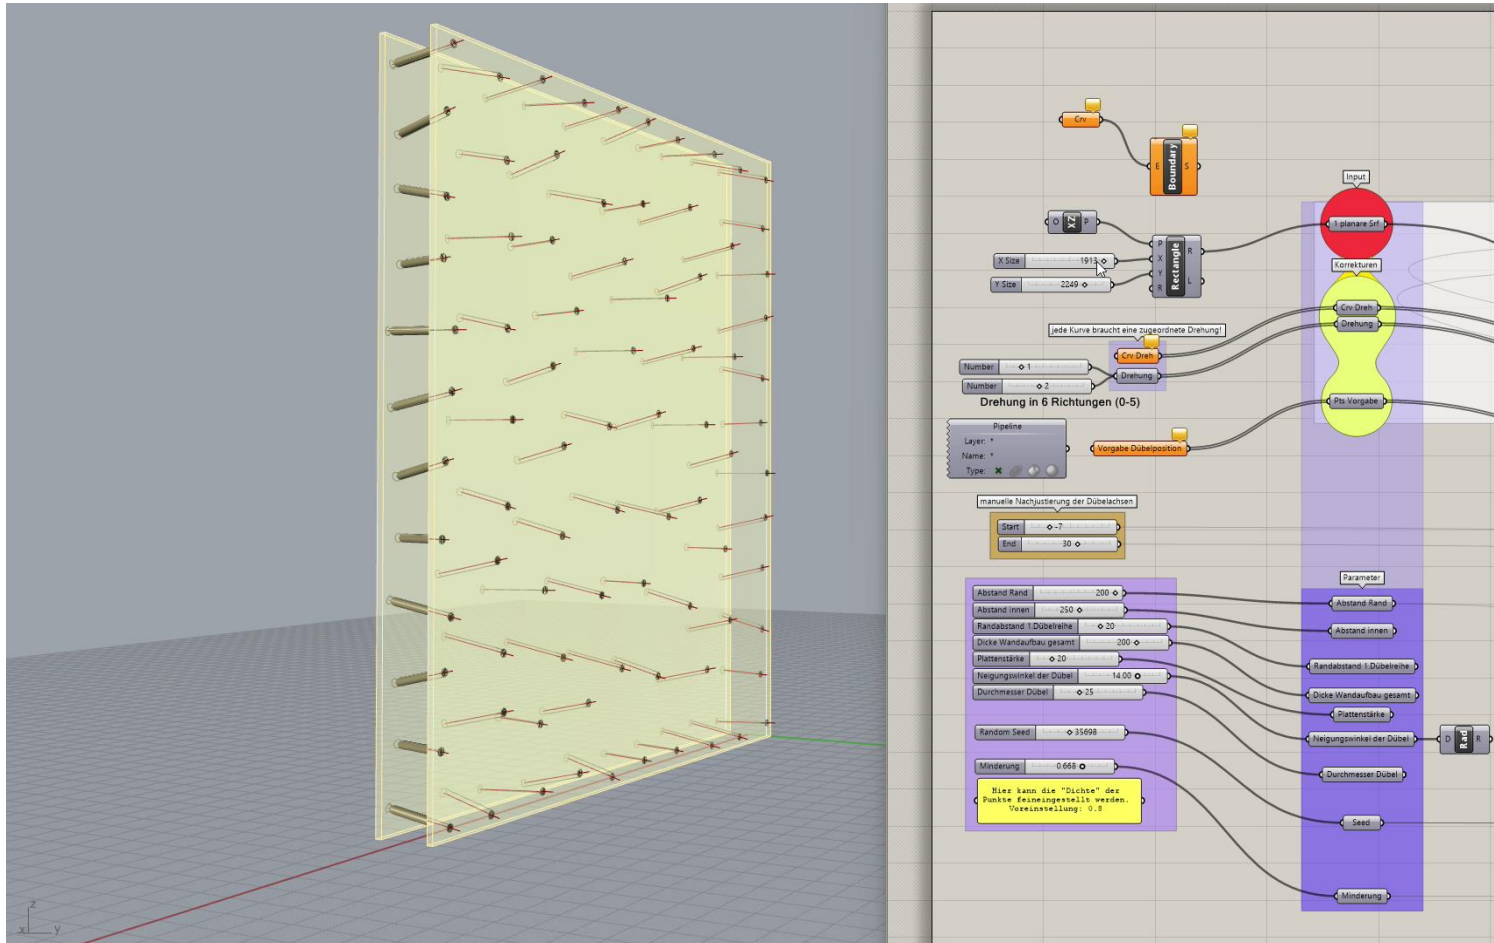 Crv
E
Boundary
S
Input
O
XZ
P
1 planare Srf
P
X
Y
R
Rectangle
R
L
X Size
1913
Korrekturen
Y Size
2249
Crv Dreh
jede Kurve braucht eine zugeordnete Drehung!
Drehung
Crv Dreh
Number
1
Drehung
Number
2
Drehung in 6 Richtungen (0-5)
Pts Vorgabe
Pipeline
Layer: *
Name: *
Type:
Vorgabe Dübelposition
manuelle Nachjustierung der Dübelachsen
Start
-7
End
30
Parameter
Abstand Rand
200
Abstand Rand
Abstand innen
250
Randabstand 1.Dübelreihe
20
Abstand innen
Dicke Wandaufbau gesamt
200
Plattenstärke
20
Randabstand 1.Dübelreihe
Neigungswinkel der Dübel
14.00
Durchmesser Dübel
25
Dicke Wandaufbau gesamt
Plattenstärke
Random Seed
35698
Neigungswinkel der Dübel
D
Rad
R
Minderung
0.668
Durchmesser Dübel
Hier kann die "Dichte" der
Punkte feineingestellt werden.
Voreinstellung: 0.8
Seed
Minderung
z
x
y